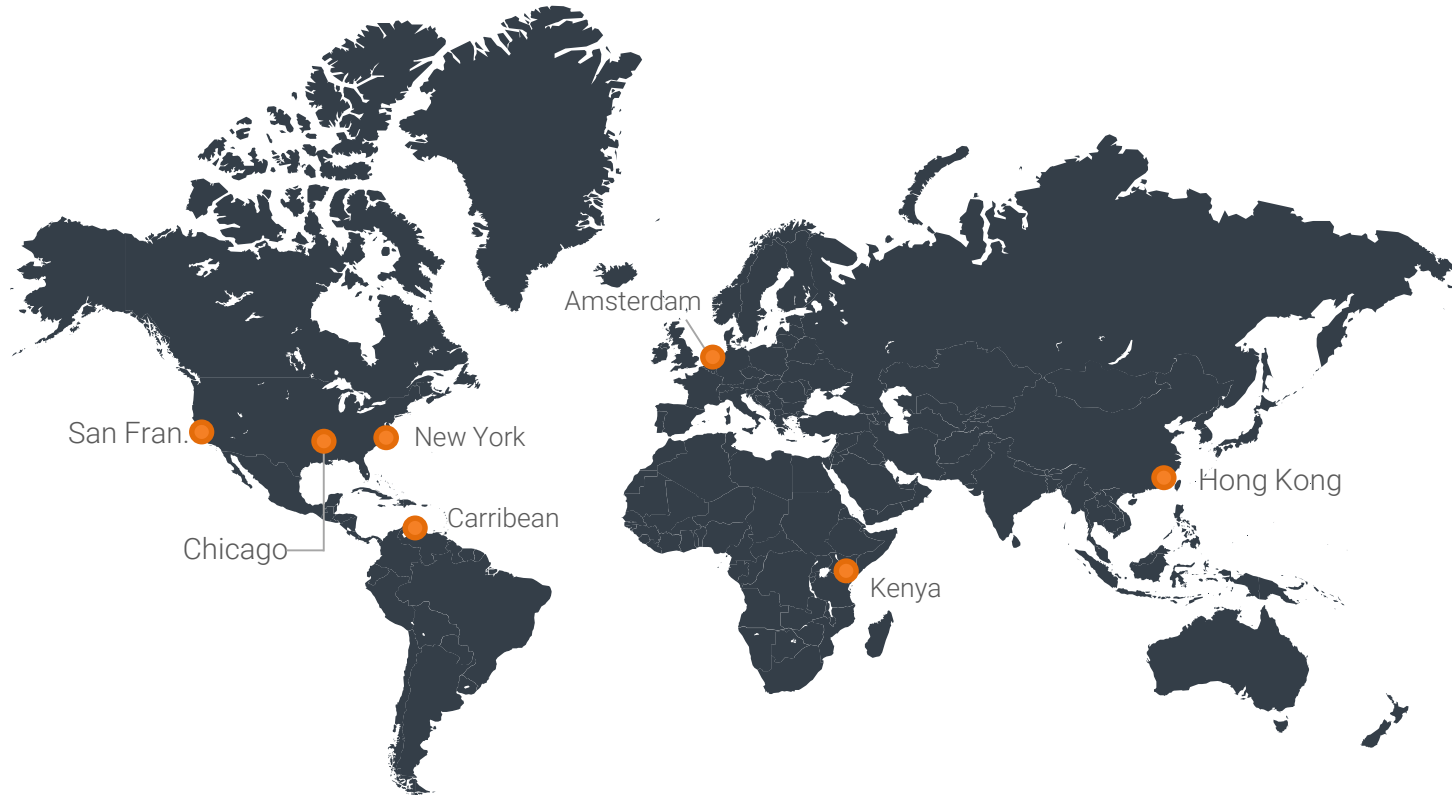 Amsterdam
San Fran.
New York
Hong Kong
Carribean
Chicago
Kenya